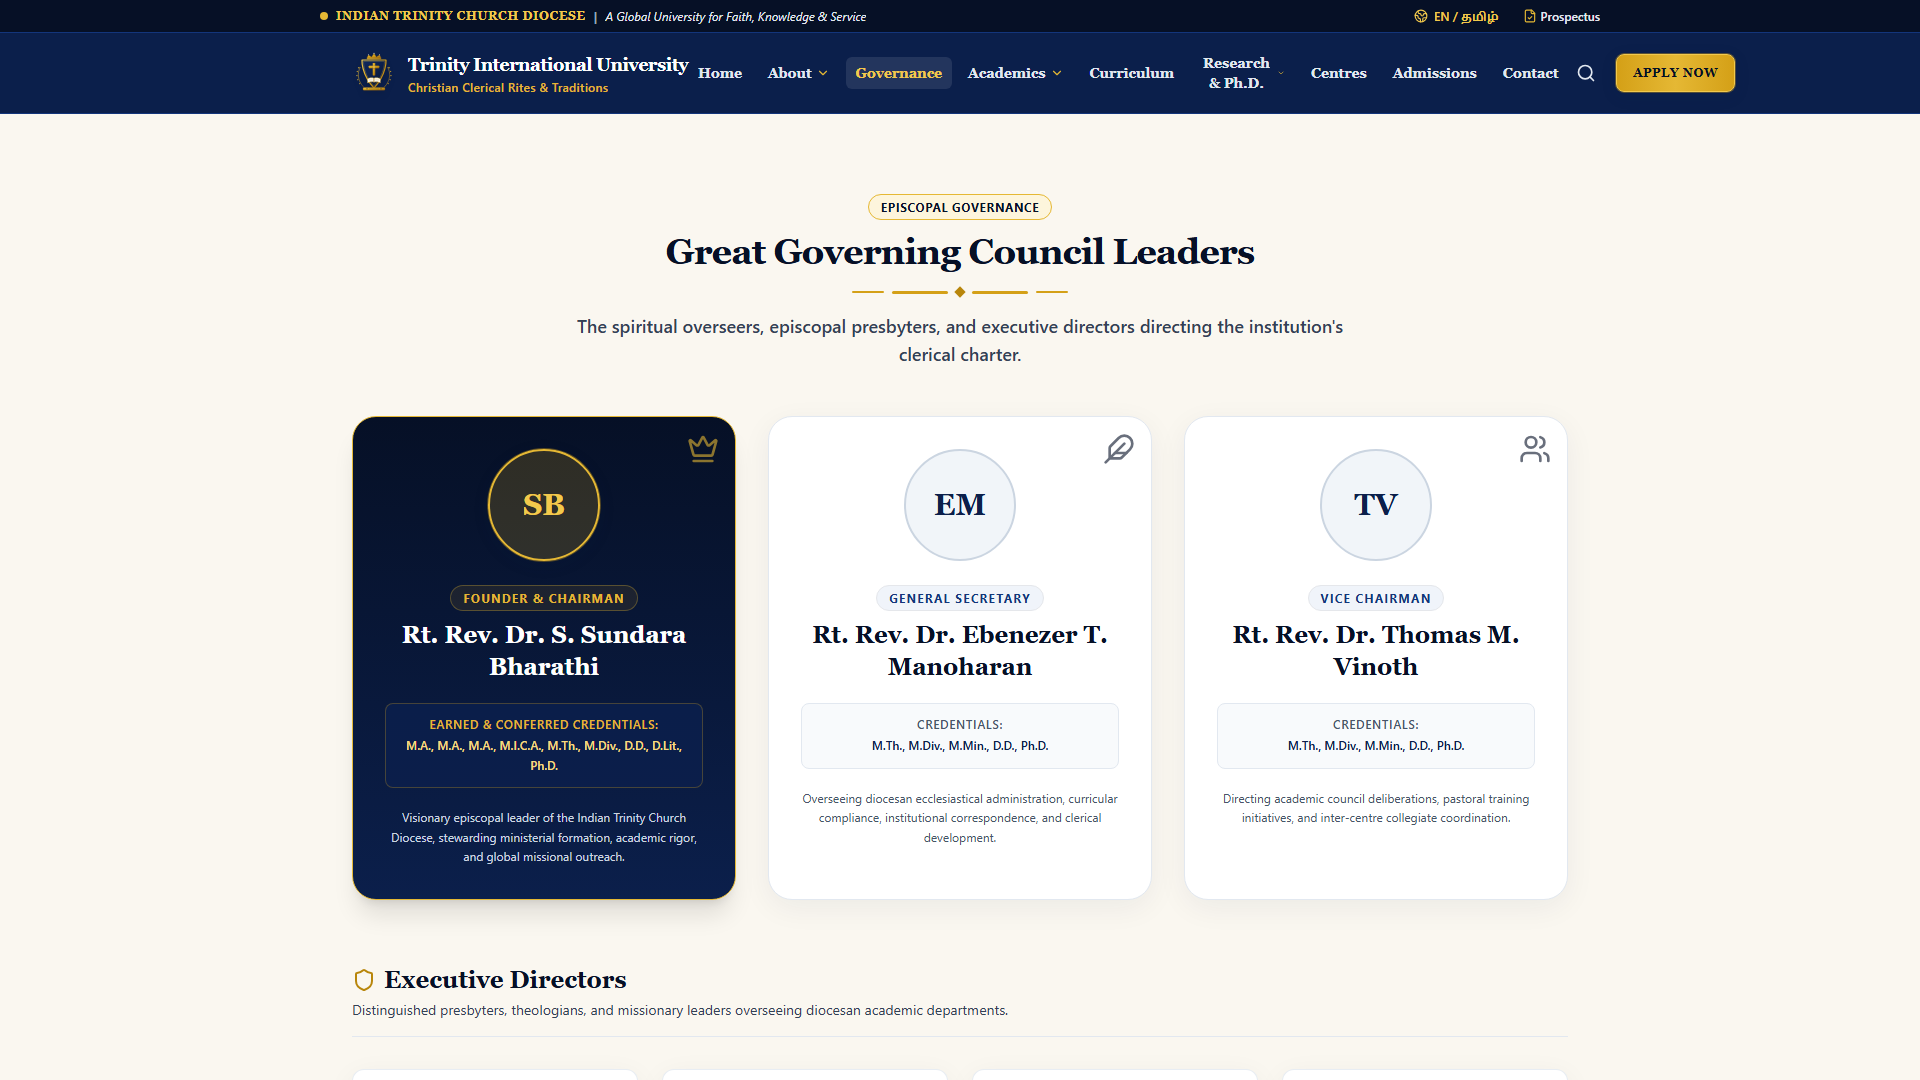 INDIAN TRINITY CHURCH DIOCESE | A Global University for Faith, Knowledge & Service
EN / தமிழ்
Prospectus
Trinity International University
Christian Clerical Rites & Traditions
Home
About
Governance
Academics
Curriculum
Research
& Ph.D.
Centres
Admissions
Contact
APPLY NOW
EPISCOPAL GOVERNANCE
Great Governing Council Leaders
The spiritual overseers, episcopal presbyters, and executive directors directing the institution's
clerical charter.
SB
FOUNDER & CHAIRMAN
Rt. Rev. Dr. S. Sundara
Bharathi
EARNED & CONFERRED CREDENTIALS:
M.A., M.A., M.A., M.I.C.A., M.Th., M.Div., D.D., D.Lit.,
Ph.D.
Visionary episcopal leader of the Indian Trinity Church
Diocese, stewarding ministerial formation, academic rigor,
and global missional outreach.
EM
GENERAL SECRETARY
Rt. Rev. Dr. Ebenezer T.
Manoharan
CREDENTIALS:
M.Th., M.Div., M.Min., D.D., Ph.D.
Overseeing diocesan ecclesiastical administration, curricular
compliance, institutional correspondence, and clerical
development.
TV
VICE CHAIRMAN
Rt. Rev. Dr. Thomas M.
Vinoth
CREDENTIALS:
M.Th., M.Div., M.Min., D.D., Ph.D.
Directing academic council deliberations, pastoral training
initiatives, and inter-centre collegiate coordination.
Executive Directors
Distinguished presbyters, theologians, and missionary leaders overseeing diocesan academic departments.